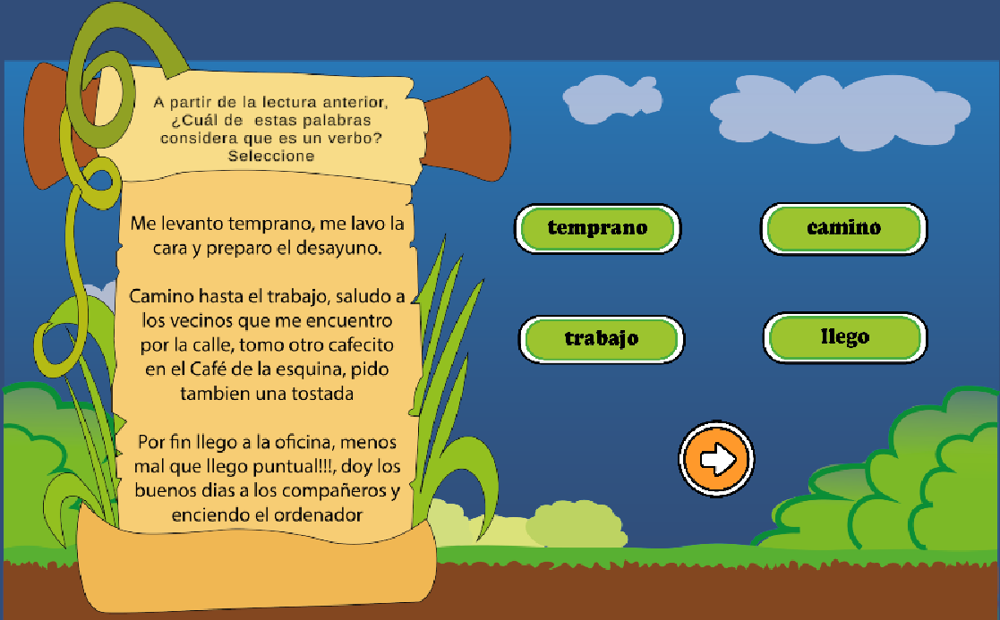 A partir de la lectura anterior,
¿Cuál de estas palabras
considera que es un verbo?
Seleccione
Me levanto temprano, me lavo la
cara y preparo el desayuno.
Camino hasta el trabajo, saludo a
los vecinos que me encuentro
por la calle, tomo otro cafecito
en el Café de la esquina, pido
tambien una tostada
Por fin llego a la oficina, menos
mal que llego puntual!!!, doy los
buenos dias a los compañeros y
enciendo el ordenador
temprano
camino
trabajo
llego